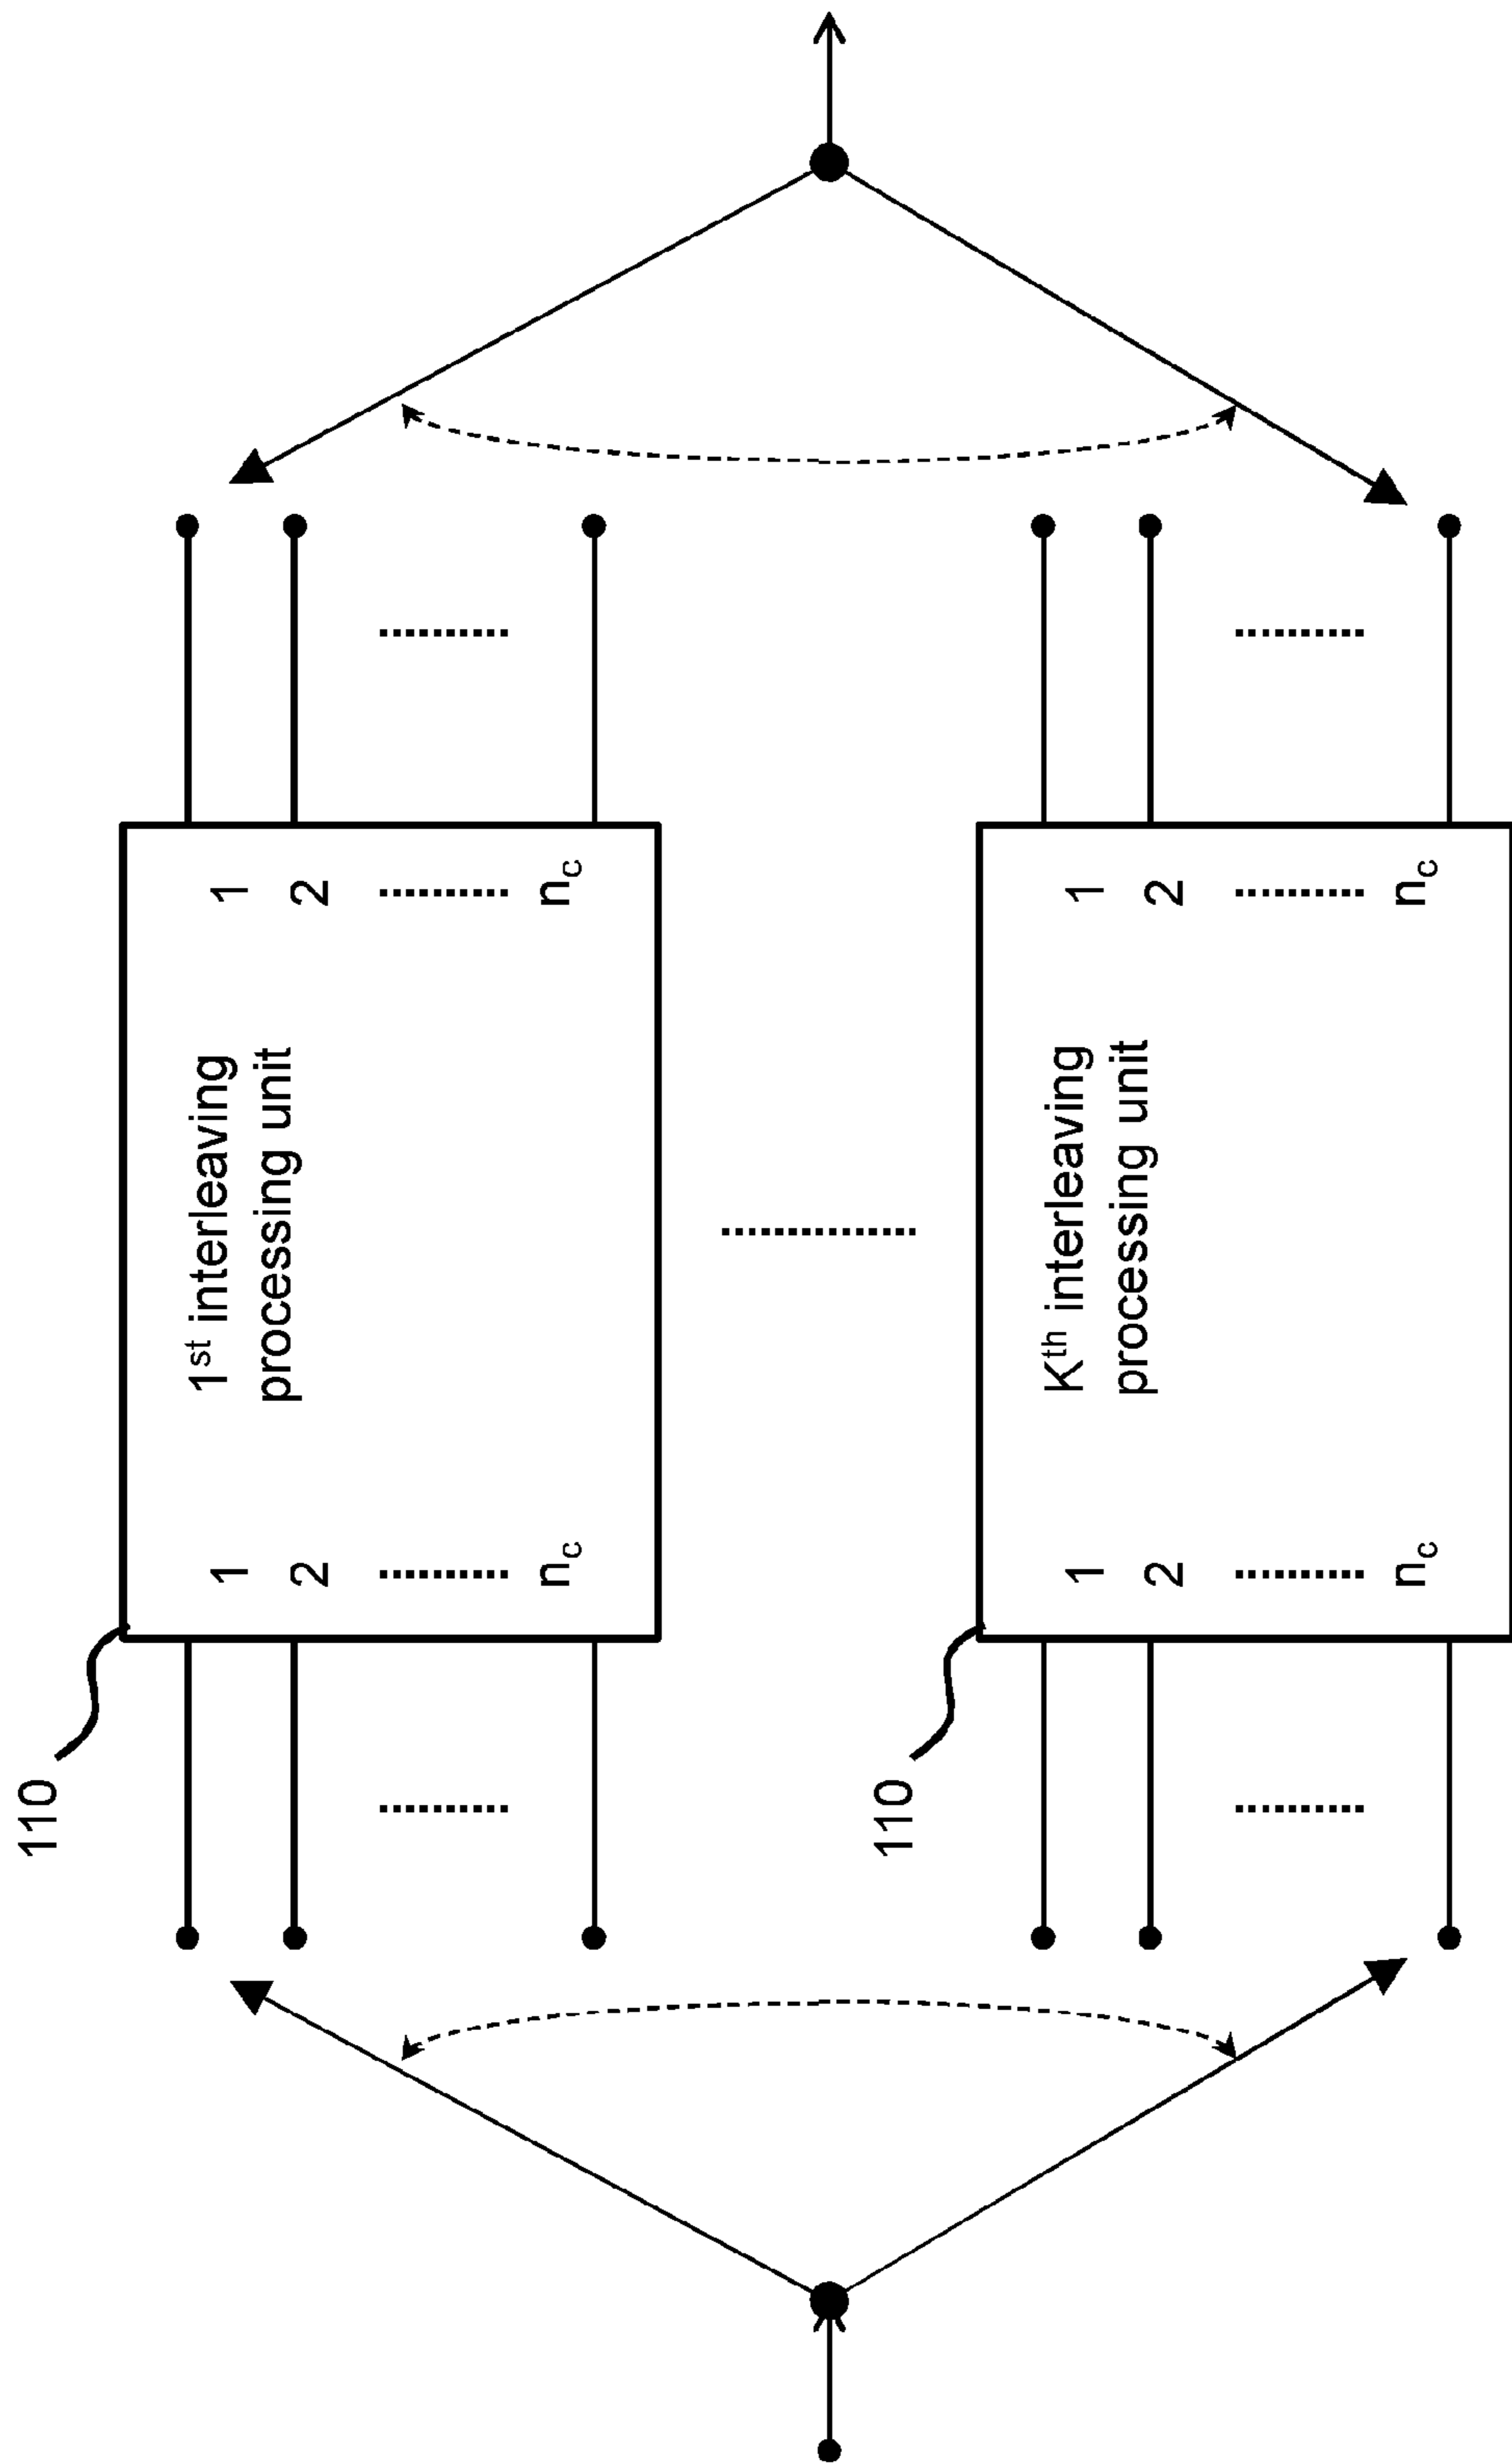 110
1st interleaving
processing unit
1
2
............
nc
1
2
............
nc
110
Kth interleaving
processing unit
1
2
............
nc
1
2
............
nc